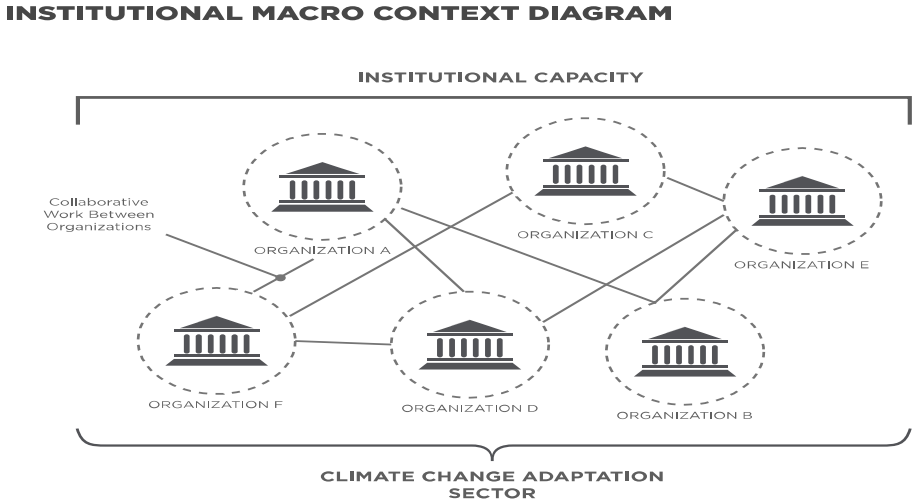 INSTITUTIONAL MACRO CONTEXT DIAGRAM
INSTITUTIONAL CAPACITY
Collaborative
Work Between
Organizations
ORGANIZATION A
ORGANIZATION C
ORGANIZATION E
ORGANIZATION F
ORGANIZATION D
ORGANIZATION B
CLIMATE CHANGE ADAPTATION
SECTOR